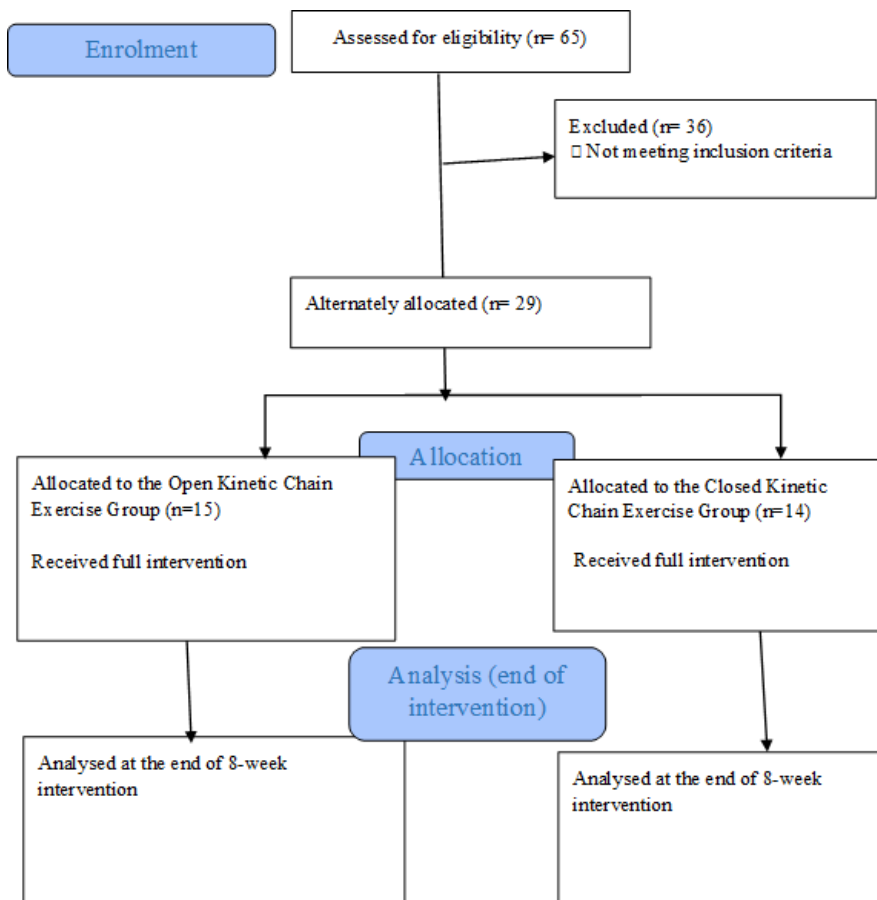 Enrolment
Assessed for eligibility (n= 65)
Excluded (n= 36)
□ Not meeting inclusion criteria
Alternately allocated (n= 29)
Allocation
Allocated to the Open Kinetic Chain
Exercise Group (n=15)
Received full intervention
Allocated to the Closed Kinetic
Chain Exercise Group (n=14)
Received full intervention
Analysis (end of
intervention)
Analysed at the end of 8-week
intervention
Analysed at the end of 8-week
intervention